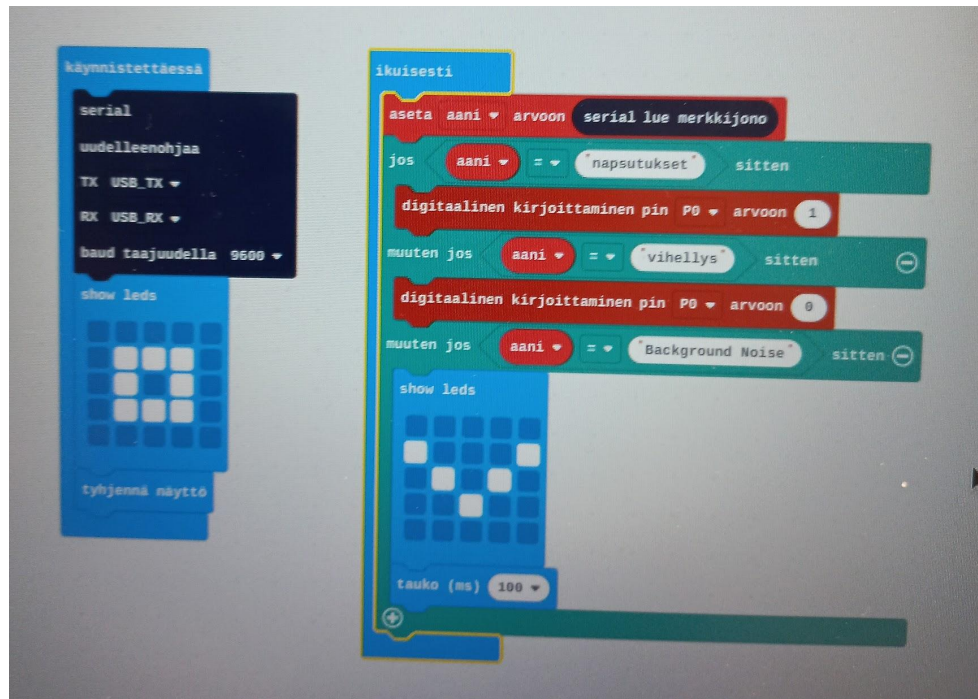 käynnistettäessä
serial
uudelleenohjaa
TX USB_TX
RX USB_RX
baud taajuudella 9600
show leds
tyhjennä näyttö
ikuisesti
aseta aani arvoon serial lue merkkijono
jos aani = "napsutukset" sitten
digitaalinen kirjoittaminen pin P0 arvoon 1
muuten jos aani = "vihellys" sitten
digitaalinen kirjoittaminen pin P0 arvoon 0
muuten jos aani = "Background Noise" sitten
show leds
tauko (ms) 100